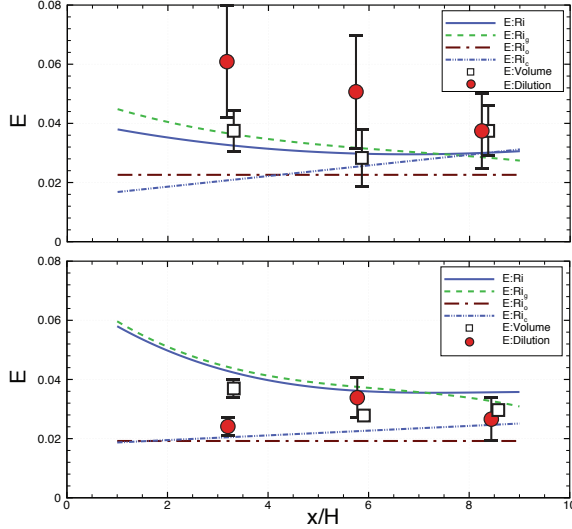 0.08
0.06
0.04
0.02
0
E
E:Ri
E:Ri_g
E:Ri_o
E:Ri_c
E:Volume
E:Dilution
0.08
0.06
0.04
0.02
0
E
E:Ri
E:Ri_g
E:Ri_o
E:Ri_c
E:Volume
E:Dilution
0 2 4 6 8 10
x/H